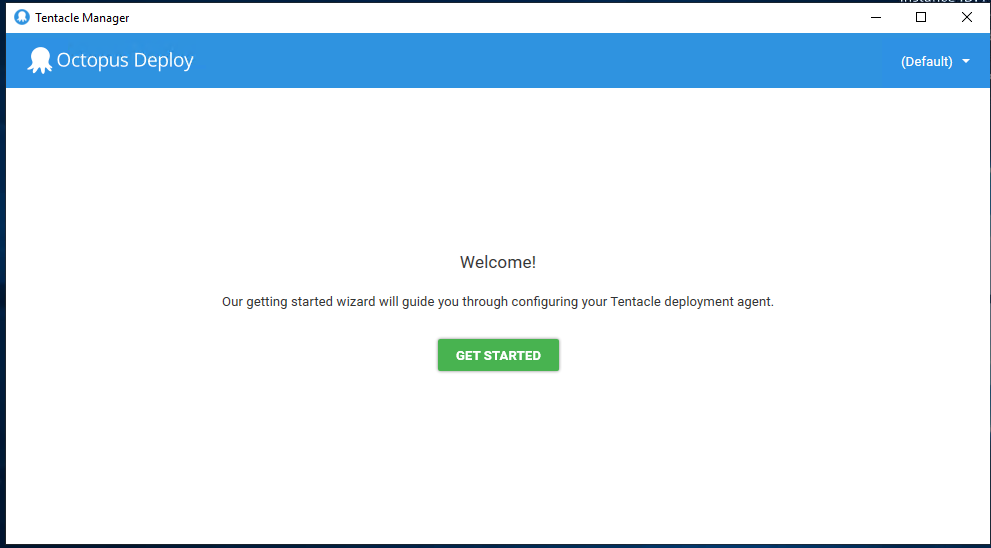 Tentacle Manager
Octopus Deploy
(Default)
Welcome!
Our getting started wizard will guide you through configuring your Tentacle deployment agent.
GET STARTED